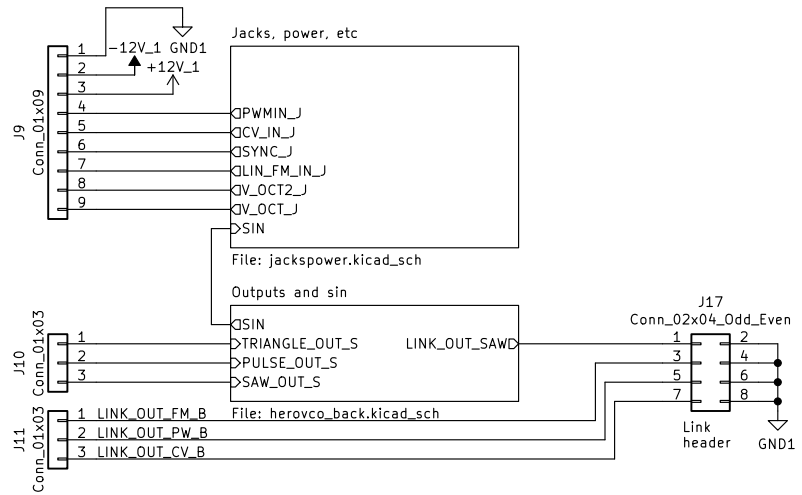 Jacks, power, etc
-12V_1 GND1
+12V_1
J9
Conn_01x09
1
2
3
4
5
6
7
8
9
PWMIN_J
CV_IN_J
SYNC_J
LIN_FM_IN_J
V_OCT2_J
V_OCT_J
SIN
File: jackspower.kicad_sch
Outputs and sin
SIN
TRIANGLE_OUT_S
PULSE_OUT_S
SAW_OUT_S
LINK_OUT_SAW
File: herovco_back.kicad_sch
J10
Conn_01x03
1
2
3
J11
Conn_01x03
1 LINK_OUT_FM_B
2 LINK_OUT_PW_B
3 LINK_OUT_CV_B
J17
Conn_02x04_Odd_Even
1 2
3 4
5 6
7 8
Link
header
GND1